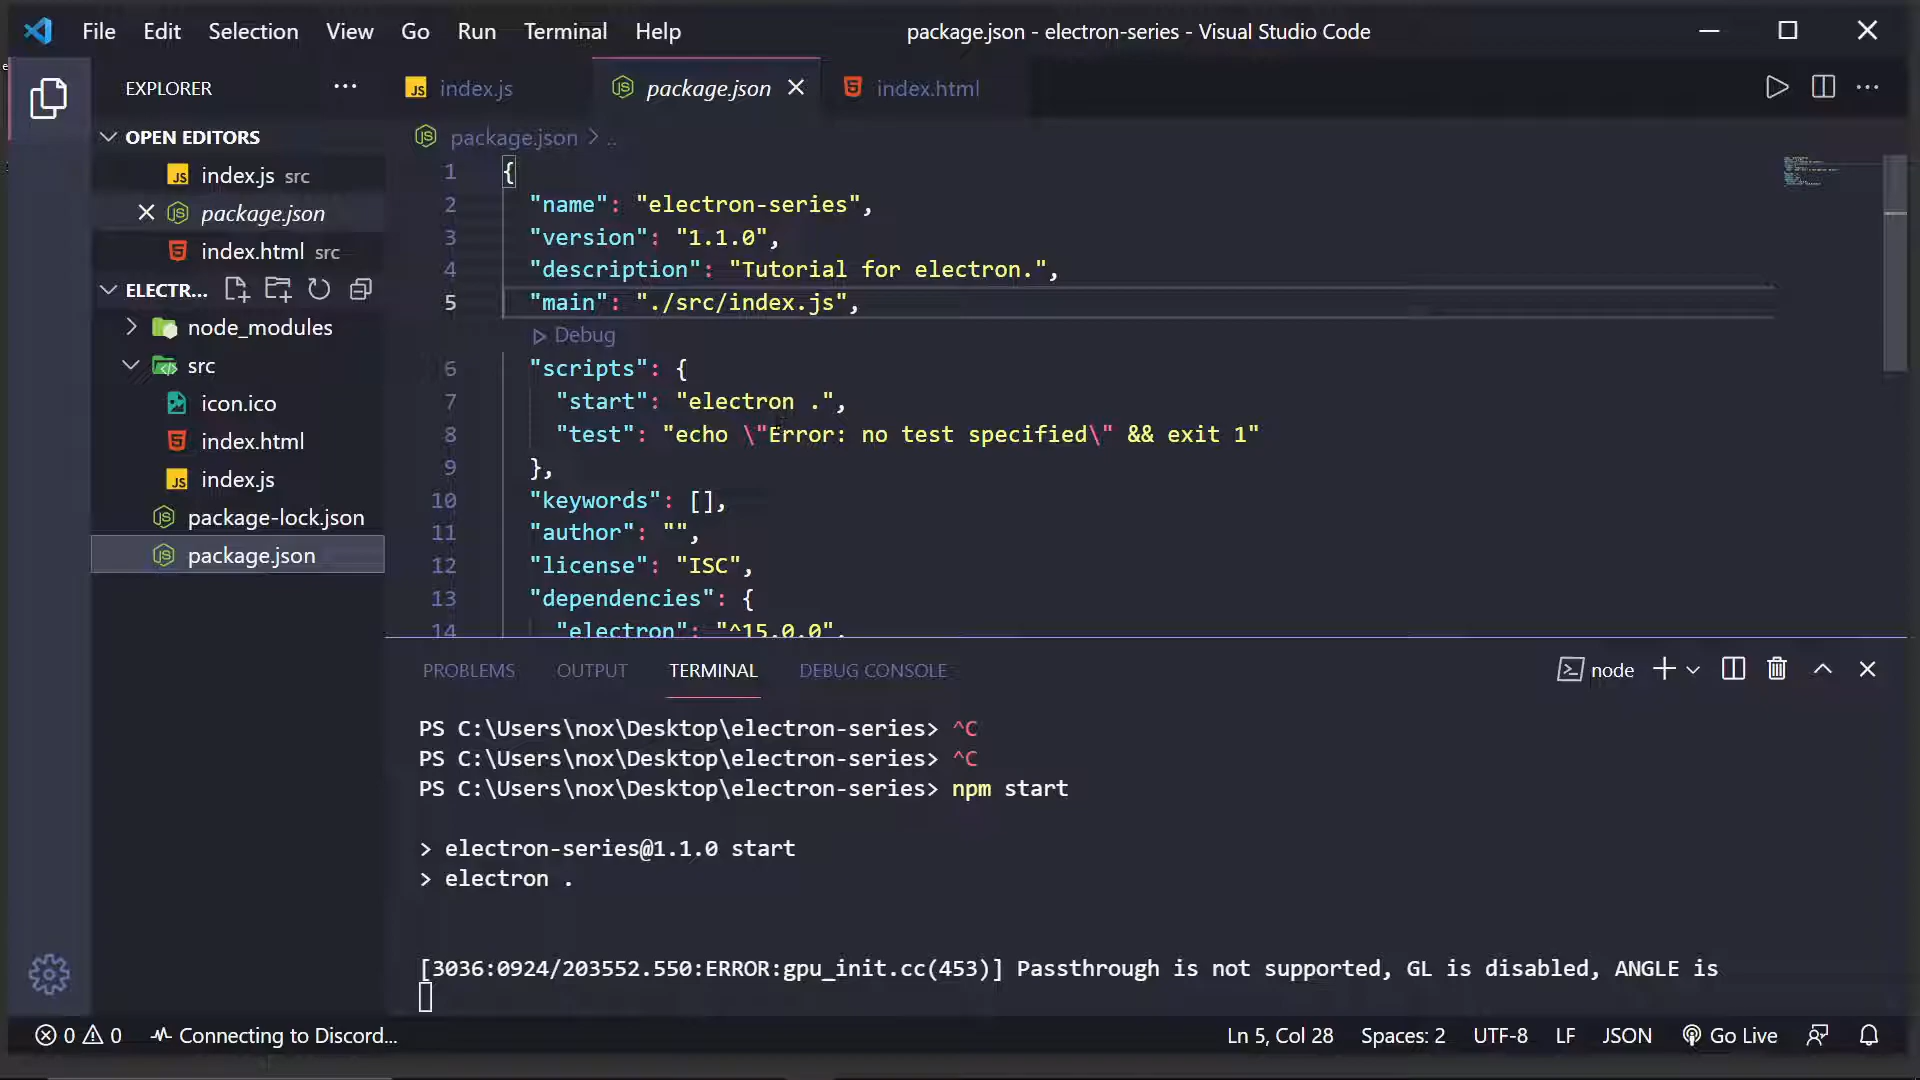 File Edit Selection View Go Run Terminal Help
package.json - electron-series - Visual Studio Code
EXPLORER
OPEN EDITORS
JS index.js src
package.json
index.html src
ELECTR...
node_modules
src
icon.ico
index.html
JS index.js
package-lock.json
package.json
JS index.js
package.json
index.html
package.json > ..
1 {
2 "name": "electron-series",
3 "version": "1.1.0",
4 "description": "Tutorial for electron.",
5 "main": "./src/index.js",
Debug
6 "scripts": {
7 "start": "electron .",
8 "test": "echo \"Error: no test specified\" && exit 1"
9 },
10 "keywords": [],
11 "author": "",
12 "license": "ISC",
13 "dependencies": {
14 "electron": "^15.0.0",
PROBLEMS OUTPUT TERMINAL DEBUG CONSOLE
node
PS C:\Users\nox\Desktop\electron-series> ^C
PS C:\Users\nox\Desktop\electron-series> ^C
PS C:\Users\nox\Desktop\electron-series> npm start
> electron-series@1.1.0 start
> electron .
[3036:0924/203552.550:ERROR:gpu_init.cc(453)] Passthrough is not supported, GL is disabled, ANGLE is
0 0 Connecting to Discord...
Ln 5, Col 28 Spaces: 2 UTF-8 LF JSON Go Live